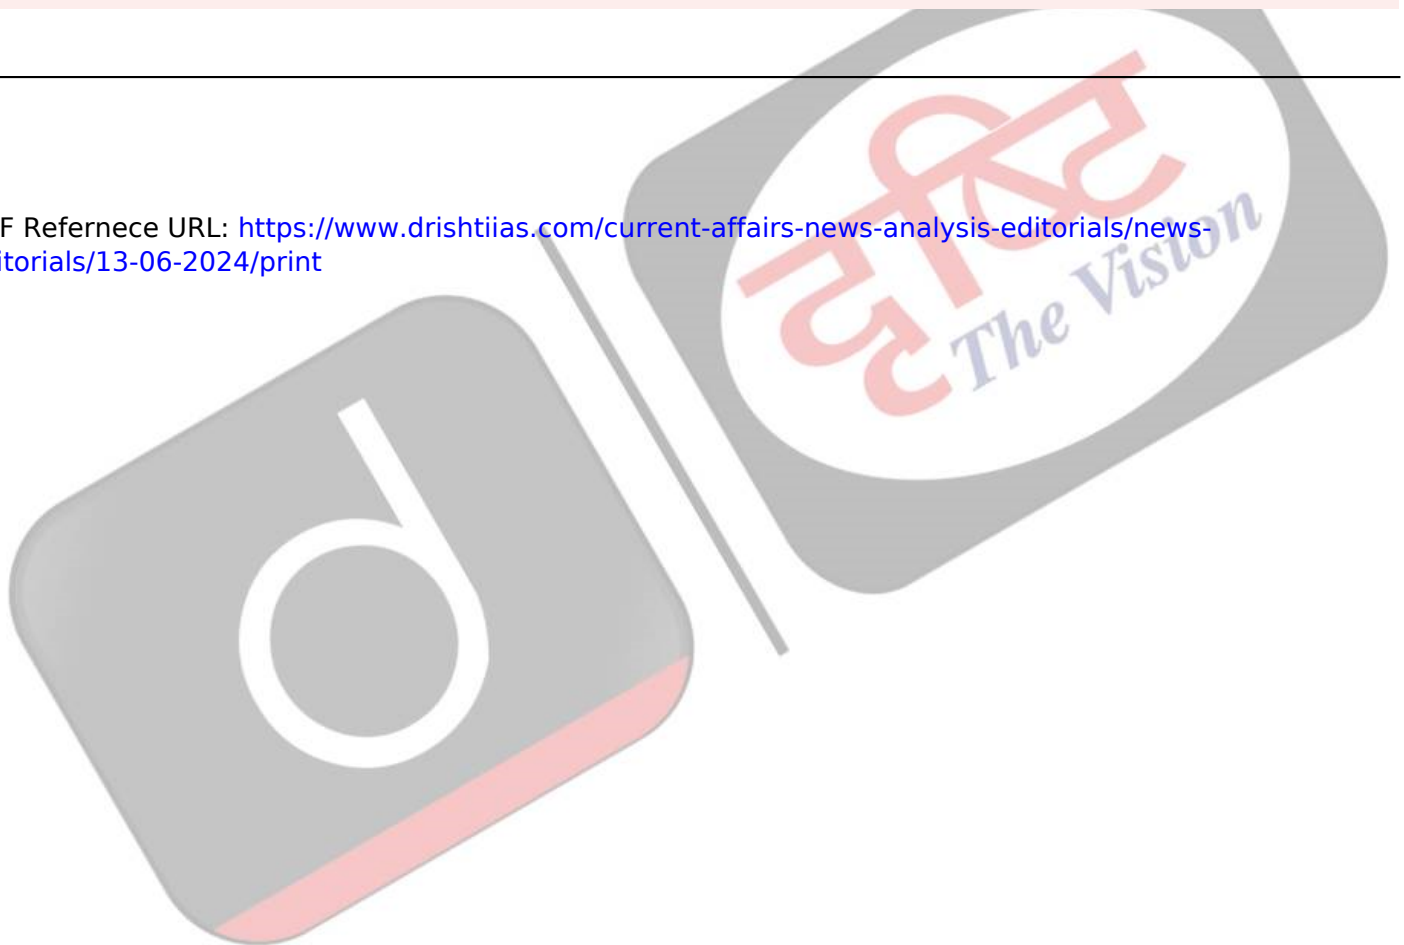 F Refernece URL: https://www.drishtiias.com/current-affairs-news-analysis-editorials/news-
itorials/13-06-2024/print
दृष्टि
The Vision
d